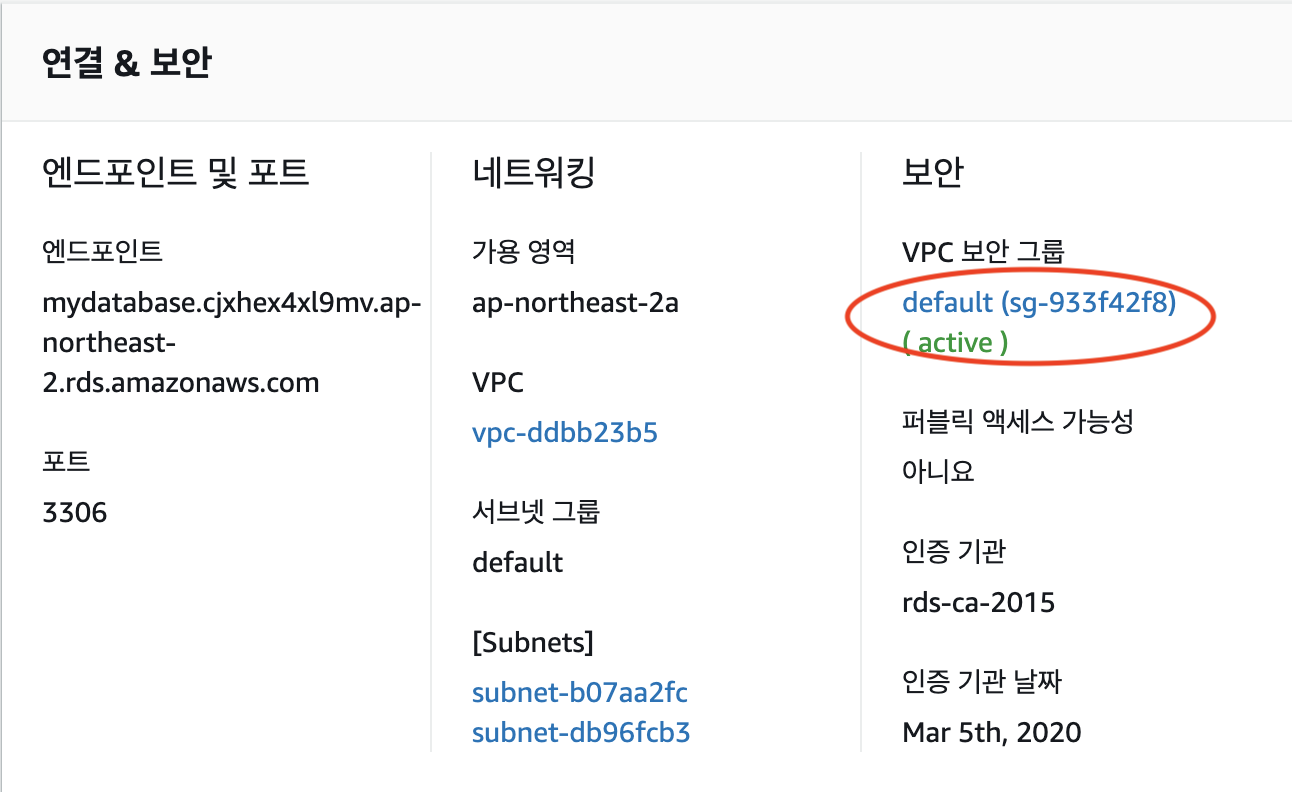 연결 & 보안
엔드포인트 및 포트
엔드포인트
mydatabase.cjxhex4xl9mv.ap-
northeast-
2.rds.amazonaws.com
포트
3306
네트워킹
가용 영역
ap-northeast-2a
VPC
vpc-ddbb23b5
서브넷 그룹
default
[Subnets]
subnet-b07aa2fc
subnet-db96fcb3
보안
VPC 보안 그룹
default (sg-933f42f8)
( active )
퍼블릭 액세스 가능성
아니요
인증 기관
rds-ca-2015
인증 기관 날짜
Mar 5th, 2020